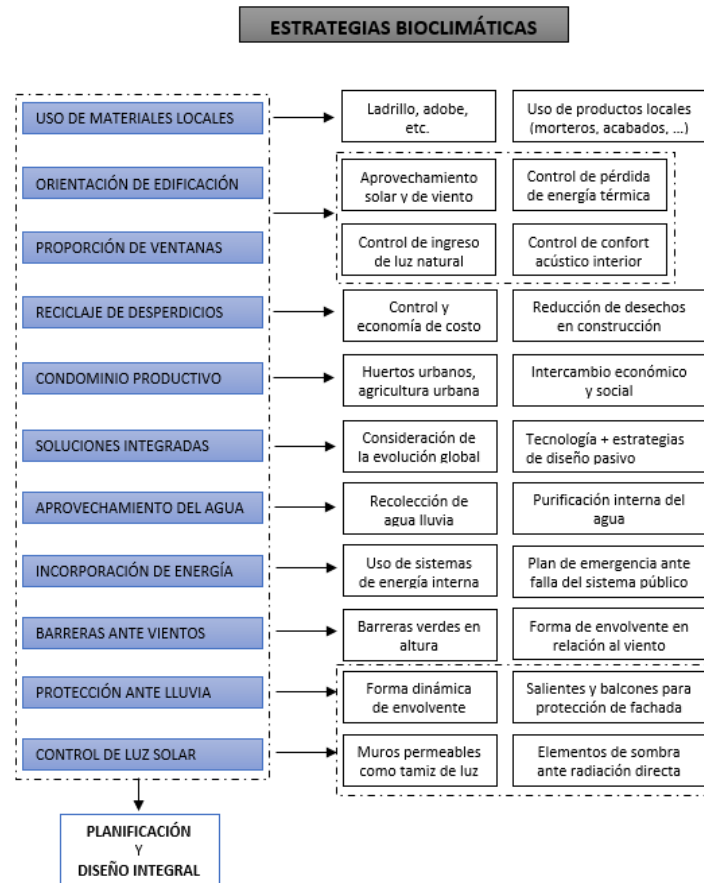 ESTRATEGIAS BIOCLIMÁTICAS
USO DE MATERIALES LOCALES
Ladrillo, adobe,
etc.
Uso de productos locales
(morteros, acabados, ...)
ORIENTACIÓN DE EDIFICACIÓN
PROPORCIÓN DE VENTANAS
Aprovechamiento
solar y de viento
Control de pérdida
de energía térmica
Control de ingreso
de luz natural
Control de confort
acústico interior
RECICLAJE DE DESPERDICIOS
Control y
economía de costo
Reducción de desechos
en construcción
CONDOMINIO PRODUCTIVO
Huertos urbanos,
agricultura urbana
Intercambio económico
y social
SOLUCIONES INTEGRADAS
Consideración de
la evolución global
Tecnología + estrategias
de diseño pasivo
APROVECHAMIENTO DEL AGUA
Recolección de
agua lluvia
Purificación interna del
agua
INCORPORACIÓN DE ENERGÍA
Uso de sistemas
de energía interna
Plan de emergencia ante
falla del sistema público
BARRERAS ANTE VIENTOS
Barreras verdes en
altura
Forma de envolvente en
relación al viento
PROTECCIÓN ANTE LLUVIA
Forma dinámica
de envolvente
Salientes y balcones para
protección de fachada
CONTROL DE LUZ SOLAR
Muros permeables
como tamiz de luz
Elementos de sombra
ante radiación directa
PLANIFICACIÓN
Y
DISEÑO INTEGRAL